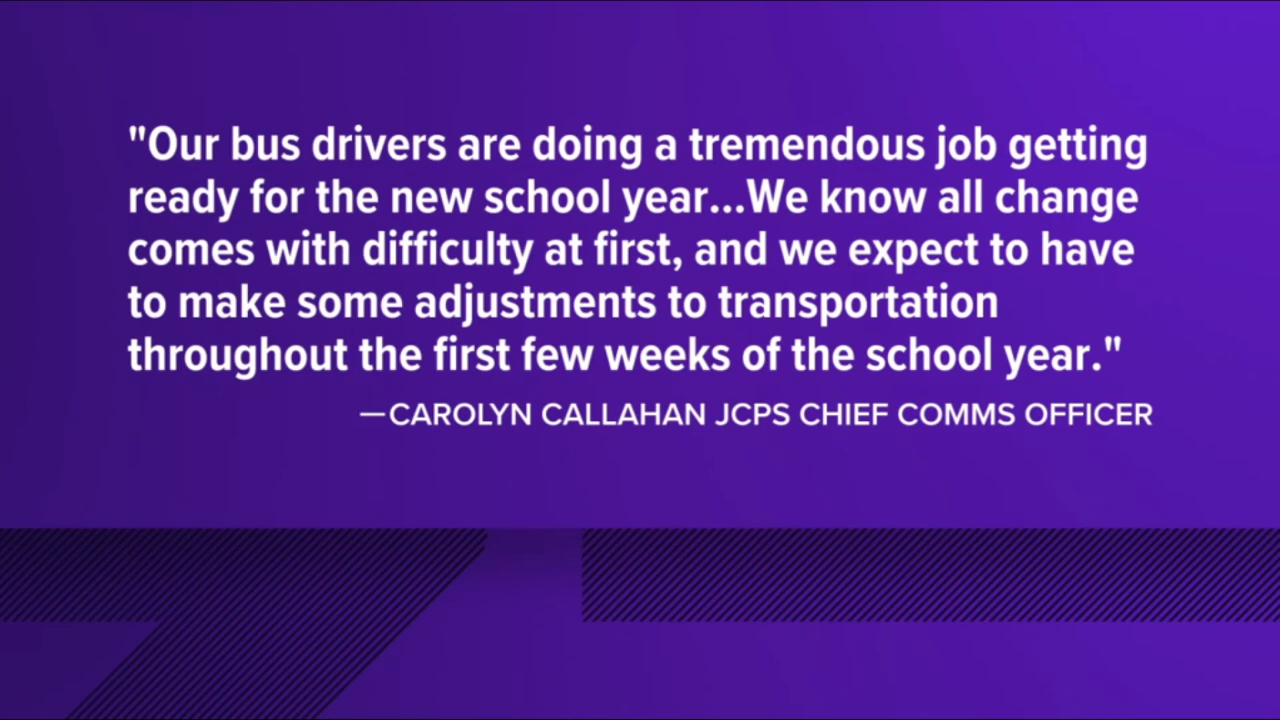 "Our bus drivers are doing a tremendous job getting
ready for the new school year...We know all change
comes with difficulty at first, and we expect to have
to make some adjustments to transportation
throughout the first few weeks of the school year."
—CAROLYN CALLAHAN JCPS CHIEF COMMS OFFICER